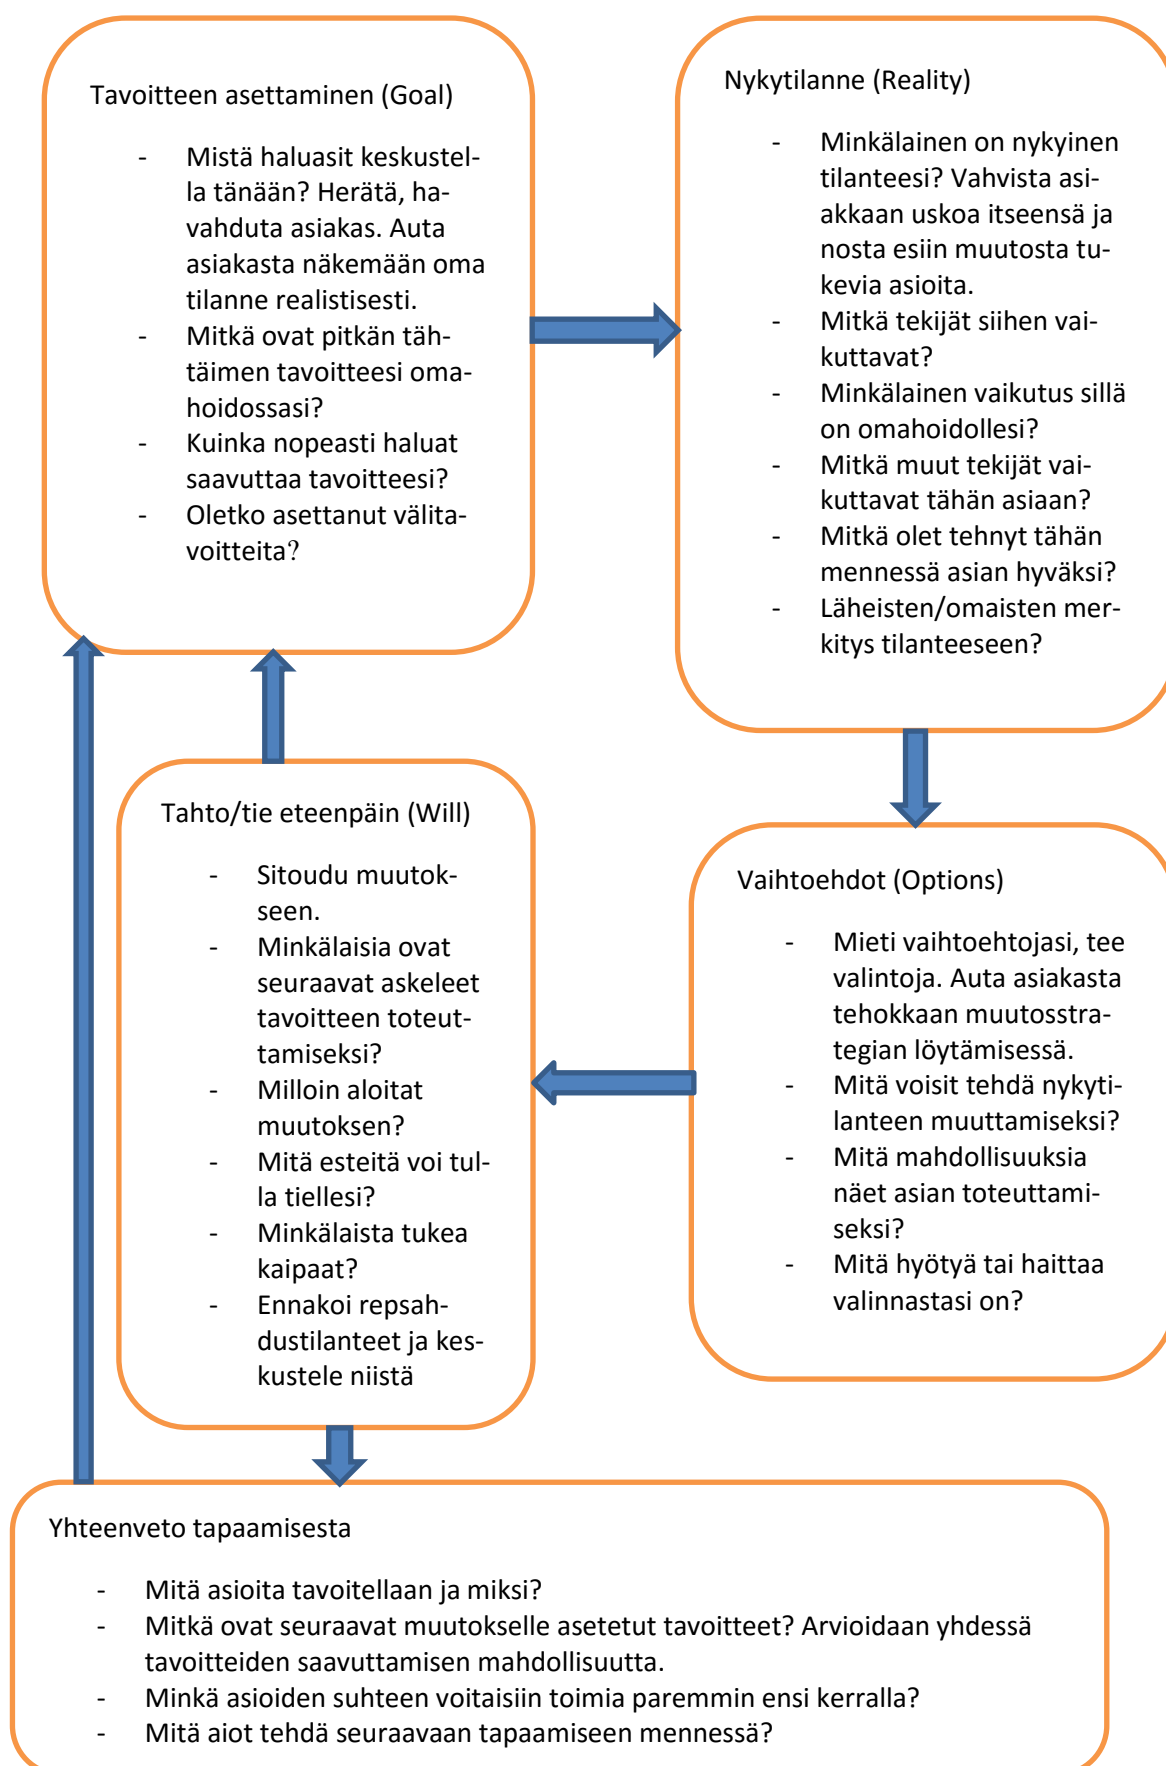 Tavoitteen asettaminen (Goal)
- Mistä haluasit keskustel-
la tänään? Herätä, ha-
vahduta asiakas. Auta
asiakasta näkemään oma
tilanne realistisesti.
- Mitkä ovat pitkän täh-
täimen tavoitteesi oma-
hoidossasi?
- Kuinka nopeasti haluat
saavuttaa tavoitteesi?
- Oletko asettanut välita-
voitteita?
Nykytilanne (Reality)
- Minkälainen on nykyinen
tilanteesi? Vahvista asi-
akkaan uskoa itseensä ja
nosta esiin muutosta tu-
kevia asioita.
- Mitkä tekijät siihen vai-
kuttavat?
- Minkälainen vaikutus sillä
on omahoidollesi?
- Mitkä muut tekijät vai-
kuttavat tähän asiaan?
- Mitkä olet tehnyt tähän
mennessä asian hyväksi?
- Läheisten/omaisten mer-
kitys tilanteeseen?
Vaihtoehdot (Options)
- Mieti vaihtoehtojasi, tee
valintoja. Auta asiakasta
tehokkaan muutosstra-
tegian löytämisessä.
- Mitä voisit tehdä nykyti-
lanteen muuttamiseksi?
- Mitä mahdollisuuksia
näet asian toteuttami-
seksi?
- Mitä hyötyä tai haittaa
valinnastasi on?
Tahto/tie eteenpäin (Will)
- Sitoudu muutok-
seen.
- Minkälaisia ovat
seuraavat askeleet
tavoitteen toteut-
tamiseksi?
- Milloin aloitat
muutoksen?
- Mitä esteitä voi tul-
la tiellesi?
- Minkälaista tukea
kaipaat?
- Ennakoi repsah-
dustilanteet ja kes-
kustele niistä
Yhteenveto tapaamisesta
- Mitä asioita tavoitellaan ja miksi?
- Mitkä ovat seuraavat muutokselle asetetut tavoitteet? Arvioidaan yhdessä
tavoitteiden saavuttamisen mahdollisuutta.
- Minkä asioiden suhteen voitaisiin toimia paremmin ensi kerralla?
- Mitä aiot tehdä seuraavaan tapaamiseen mennessä?